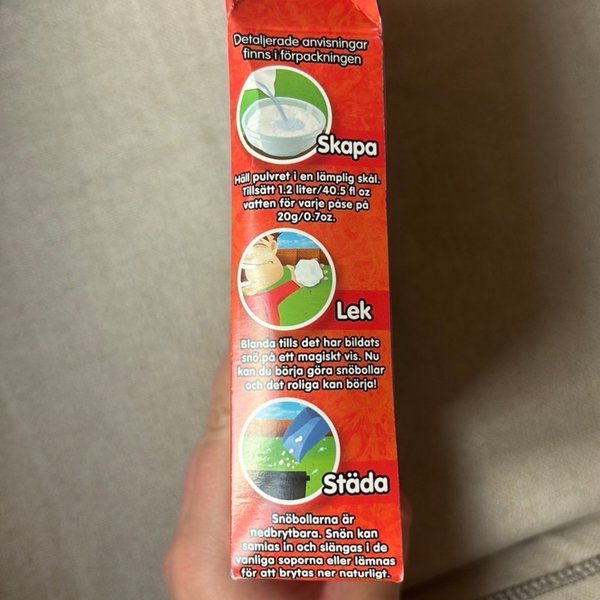 Detaljerade anvisningar
finns i förpackningen
Skapa
Häll pulvret i en lämplig skål.
Tillsätt 1.2 liter/40.5 fl oz
vatten för varje påse på
20g/0.7oz.
Lek
Blanda tills det har bildats
snö på ett magiskt vis. Nu
kan du börja göra snöbollar
och det roliga kan börja!
Städa
Snöbollarna är
nedbrytbara. Snön kan
samlas in och slängas i de
vanliga soporna eller lämnas
för att brytas ner naturligt.